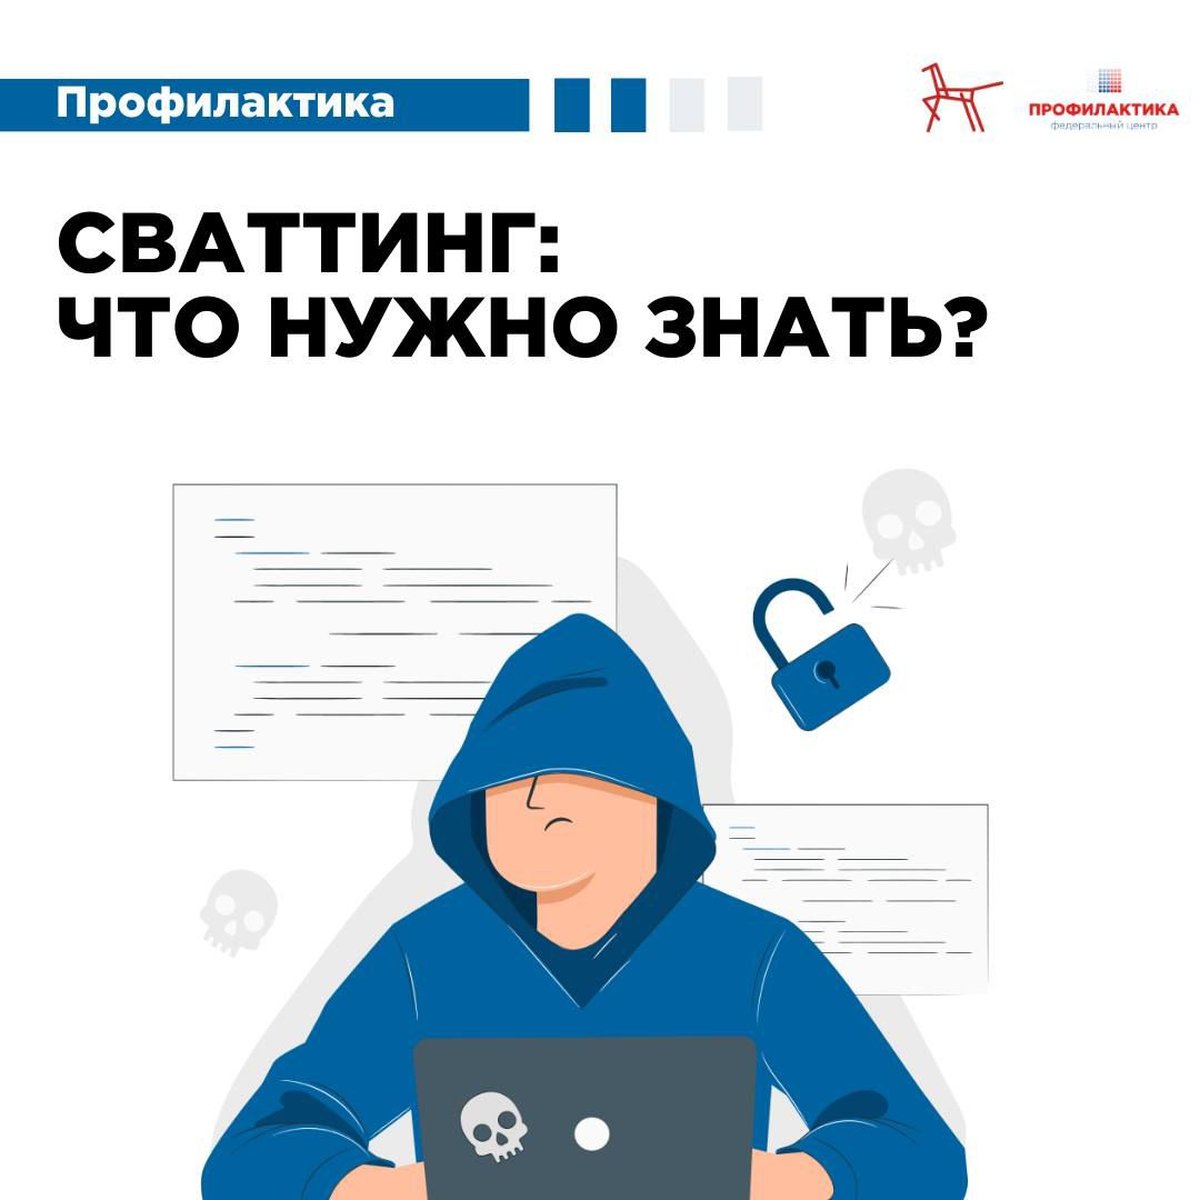 Профилактика
ПРОФИЛАКТИКА
федеральный центр
СВАТТИНГ:
ЧТО НУЖНО ЗНАТЬ?